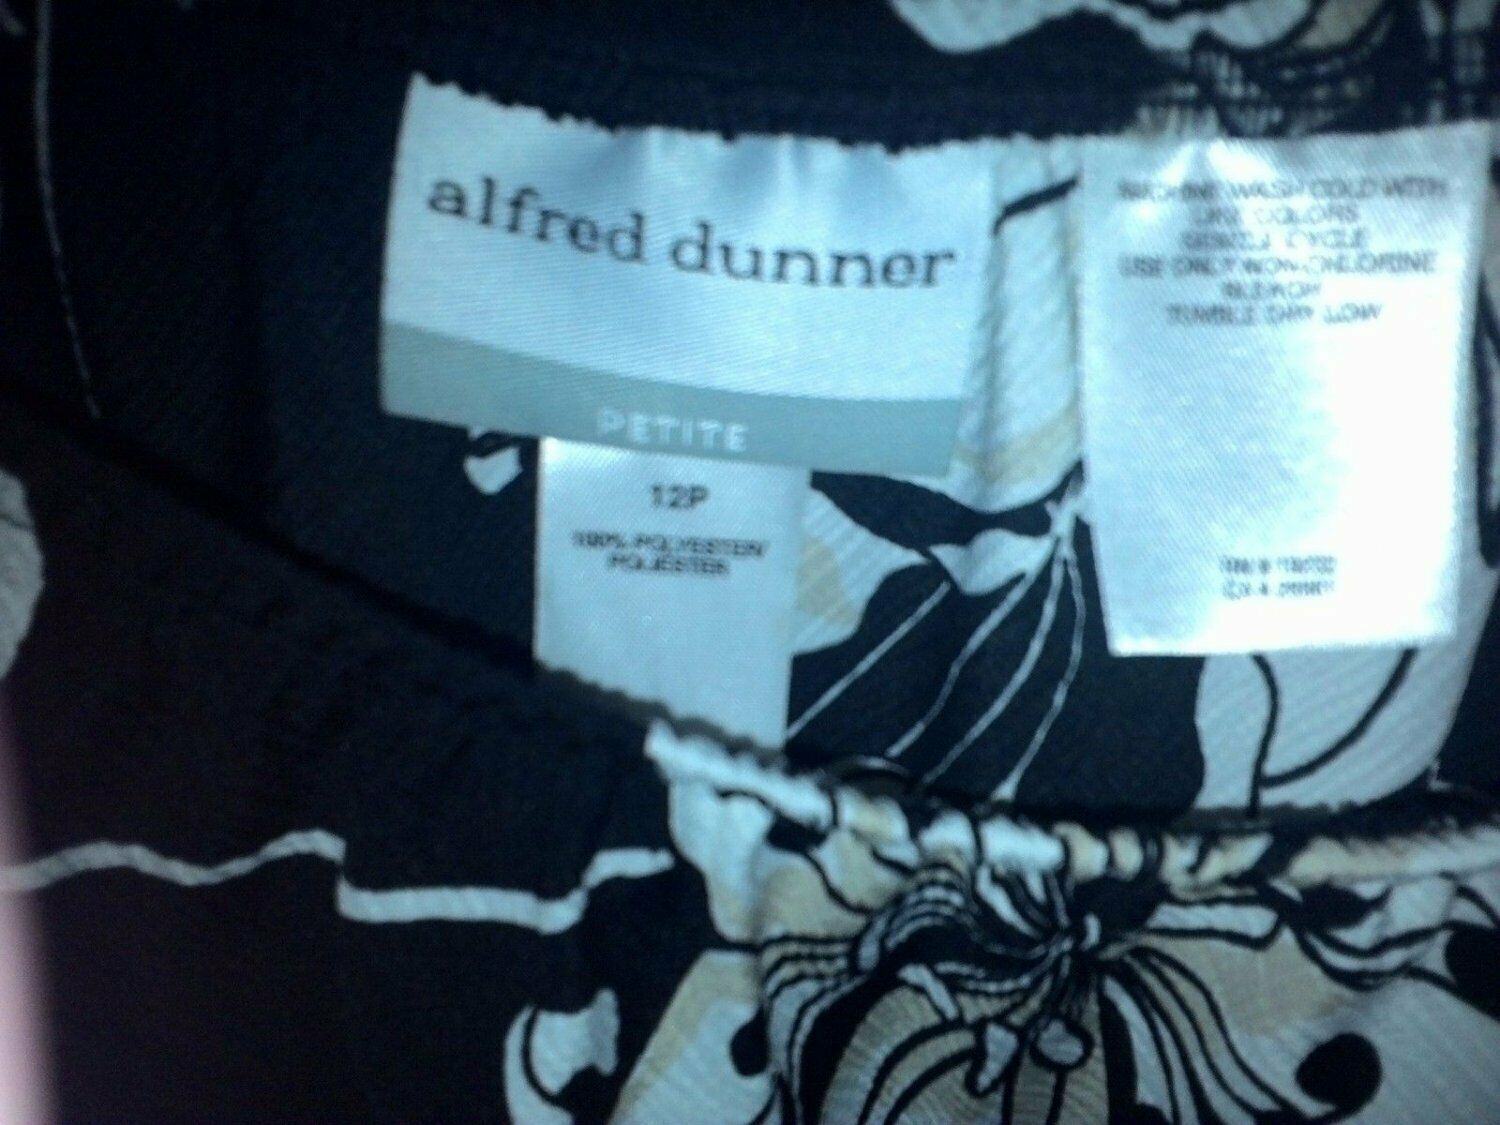 alfred dunner
PETITE
12P
100% POLYESTER/
POLIESTER
MACHINE WASH COLD WITH
LIKE COLORS
GENTLE CYCLE
USE ONLY NON-CHLORINE
BLEACH
TUMBLE DRY LOW